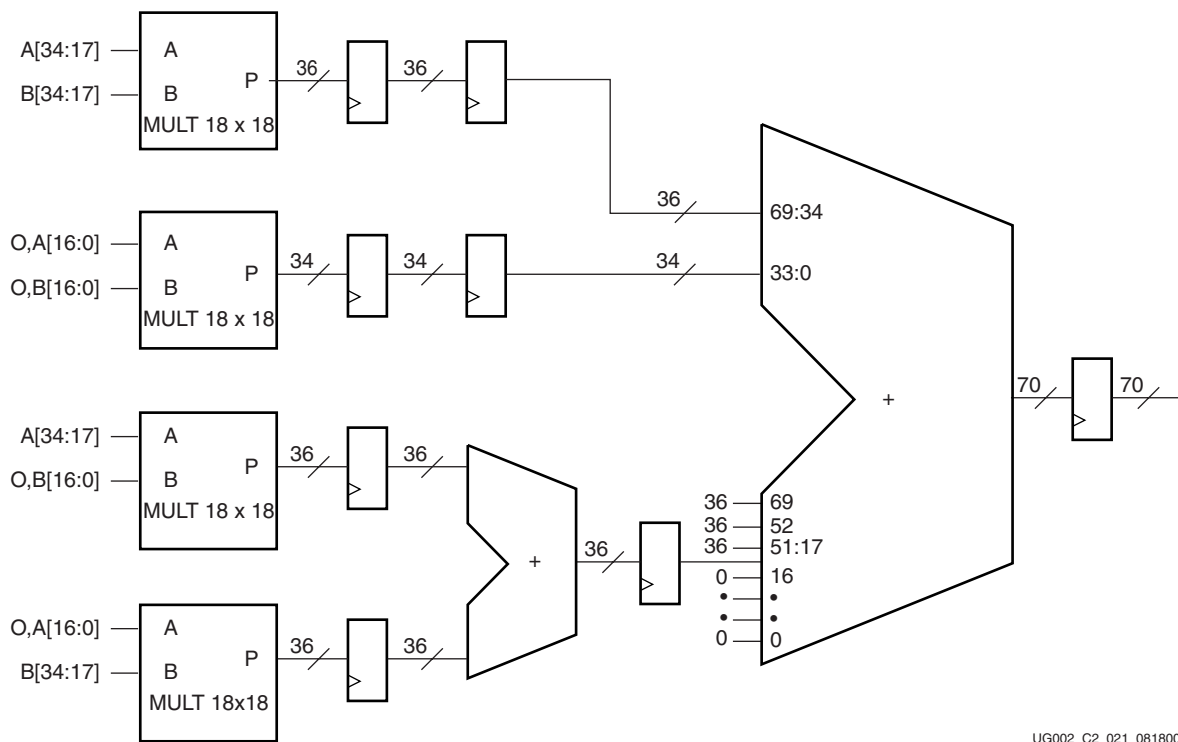 A[34:17]
A
P
36
36
B[34:17]
B
MULT 18 x 18
36
69:34
O,A[16:0]
A
P
34
34
34
33:0
O,B[16:0]
B
MULT 18 x 18
+
70
70
A[34:17]
A
P
36
36
O,B[16:0]
B
MULT 18 x 18
+
36
36 69
36 52
36 51:17
0 16
• •
• •
0 0
O,A[16:0]
A
P
36
36
B[34:17]
B
MULT 18x18
UG002_C2_021_081800